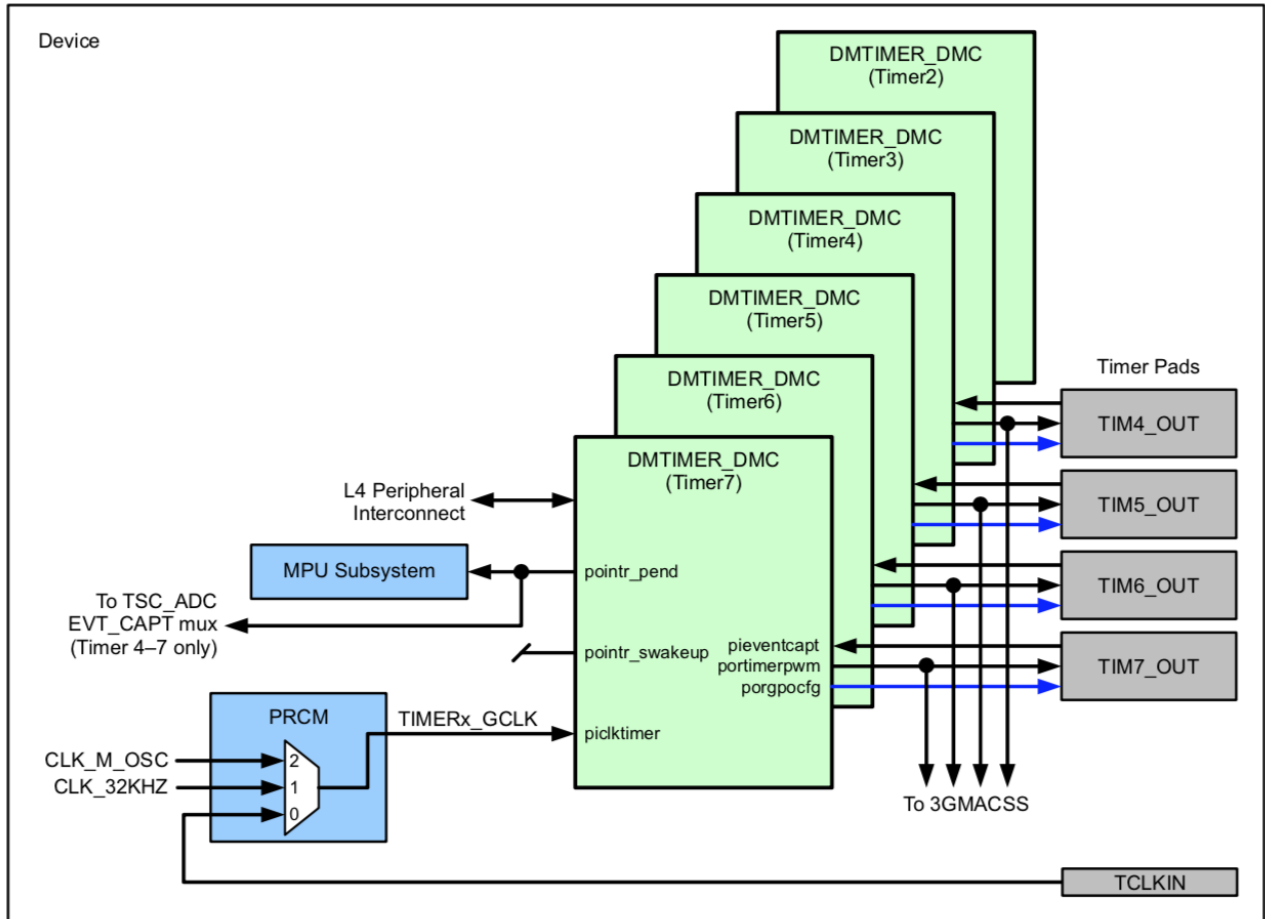 Device
DMTIMER_DMC
(Timer2)
DMTIMER_DMC
(Timer3)
DMTIMER_DMC
(Timer4)
DMTIMER_DMC
(Timer5)
DMTIMER_DMC
(Timer6)
DMTIMER_DMC
(Timer7)
Timer Pads
TIM4_OUT
TIM5_OUT
TIM6_OUT
TIM7_OUT
L4 Peripheral
Interconnect
MPU Subsystem
pointr_pend
To TSC_ADC
EVT_CAPT mux
(Timer 4–7 only)
pointr_swakeup
pieventcapt
portimerpwm
porgpocfg
PRCM
TIMERx_GCLK
piclktimer
CLK_M_OSC
2
CLK_32KHZ
1
0
To 3GMACSS
TCLKIN